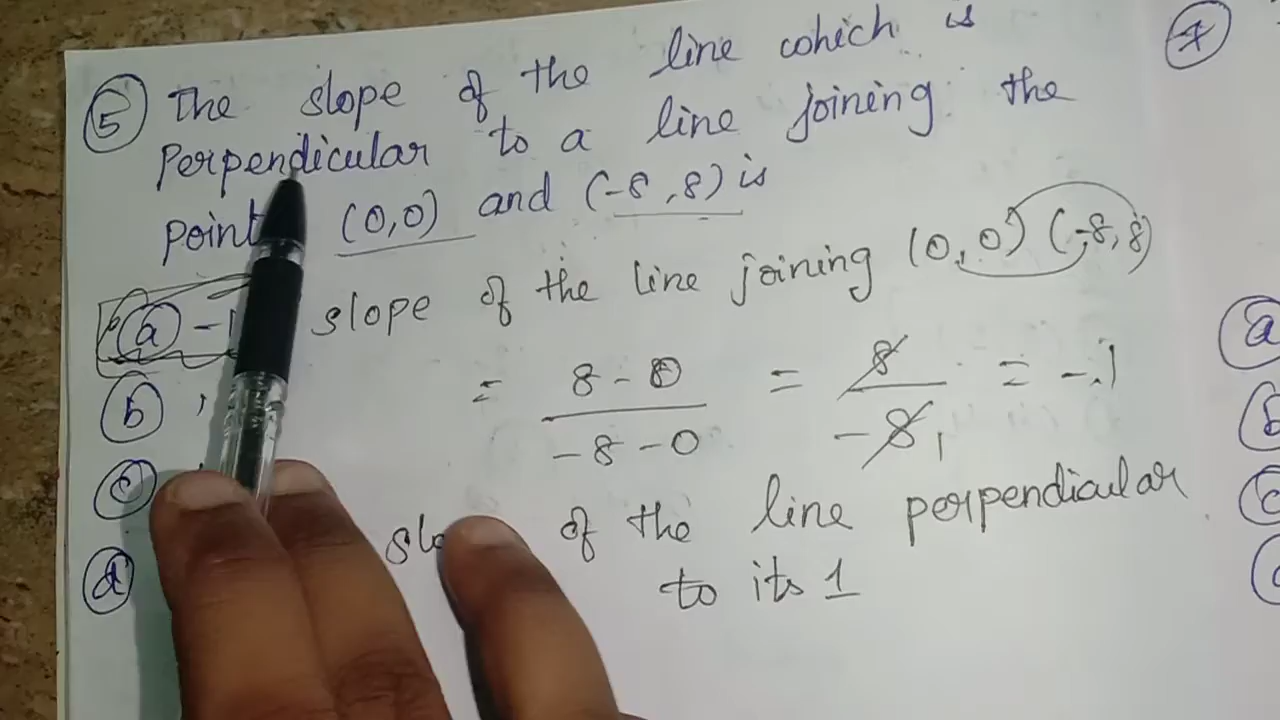 5 The slope of the line which is
perpendicular to a line joining the
point (0,0) and (-8,8) is
a -1
slope of the line joining (0,0) (-8,8)
= 8-0 / -8-0 = 8 / -8 1 = -1
b
c
d
of the line perpendicular
to its 1
7
a
b
c